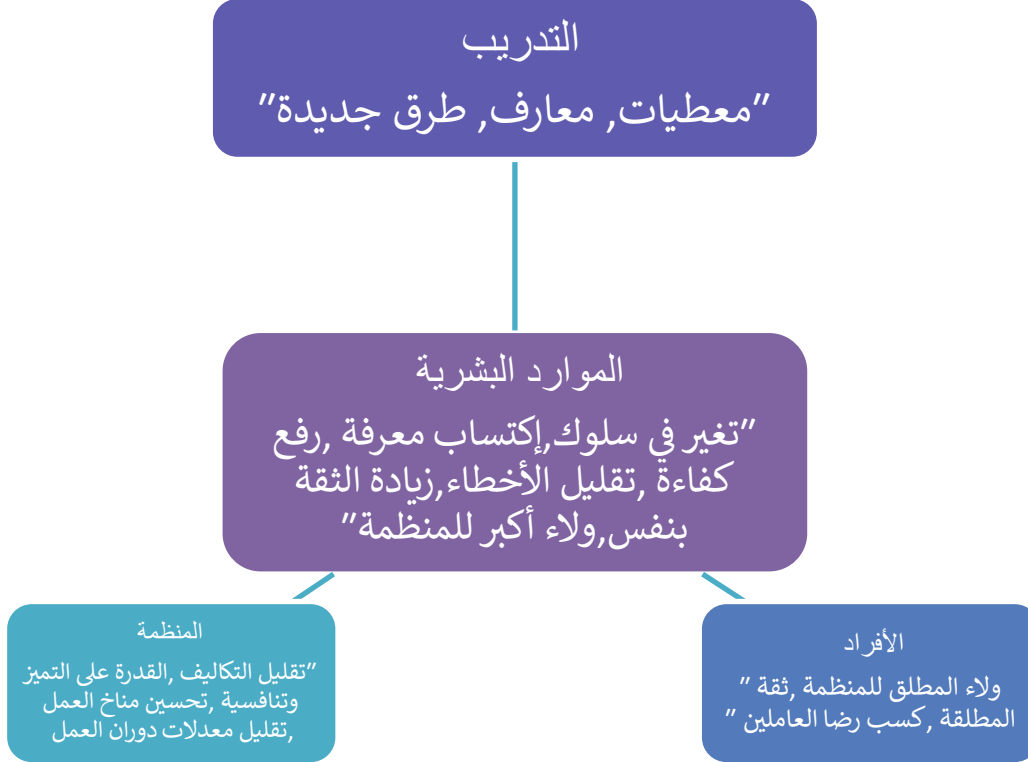 التدريب
"معطيات, معارف, طرق جديدة"
الموارد البشرية
"تغير في سلوك,إكتساب معرفة ,رفع
كفاءة ,تقليل الأخطاء,زيادة الثقة
بنفس,ولاء أكبر للمنظمة"
الأفراد
ولاء المطلق للمنظمة ,ثقة "
المطلقة ,كسب رضا العاملين "
المنظمة
"تقليل التكاليف ,القدرة على التميز
وتنافسية ,تحسين مناخ العمل
,تقليل معدلات دوران العمل